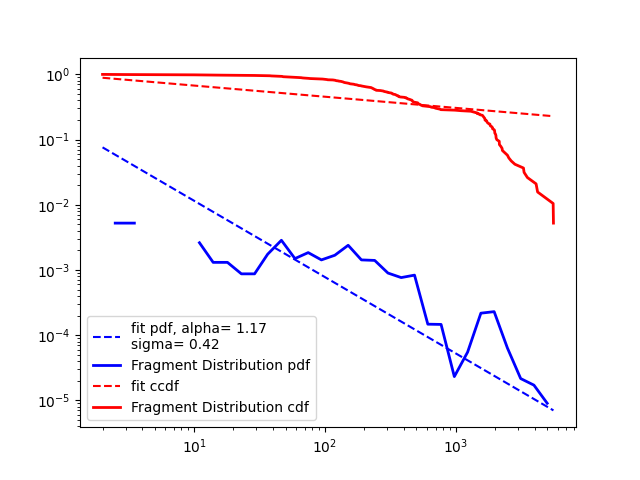 10⁰
10⁻¹
10⁻²
10⁻³
10⁻⁴
10⁻⁵
fit pdf, alpha= 1.17
sigma= 0.42
Fragment Distribution pdf
fit ccdf
Fragment Distribution cdf
10¹
10²
10³